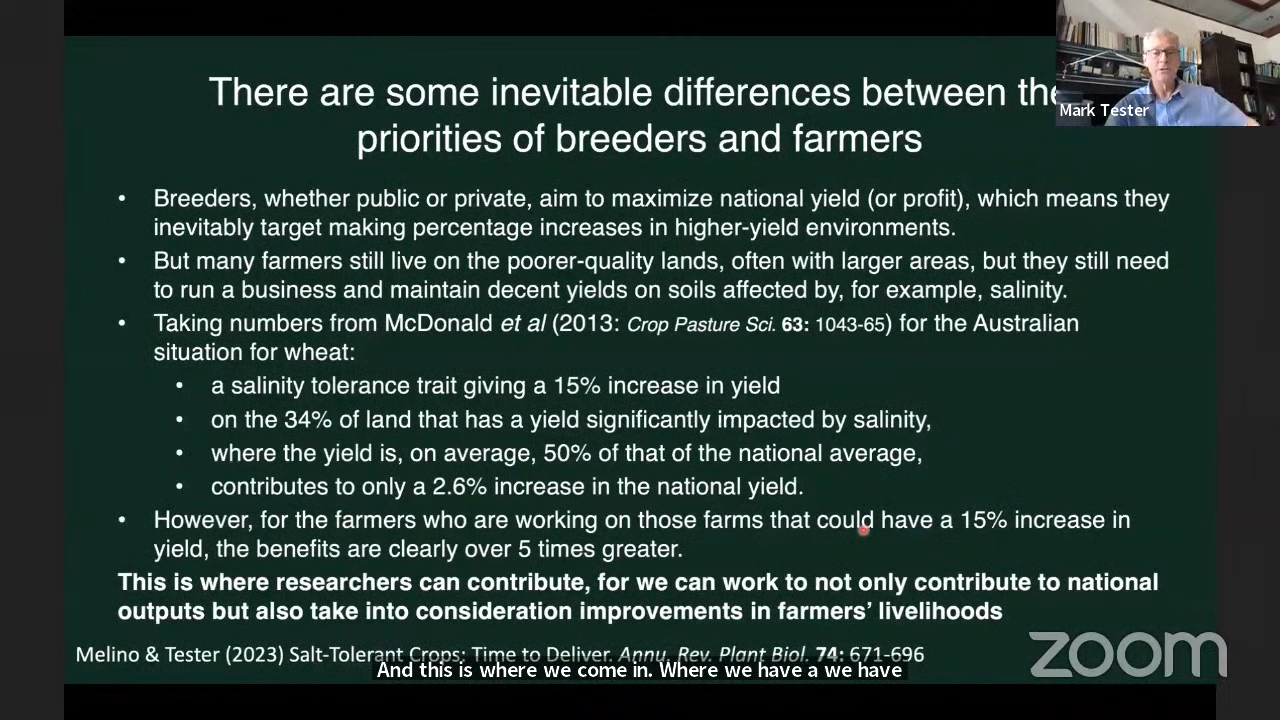 There are some inevitable differences between the
priorities of breeders and farmers
Mark Tester
• Breeders, whether public or private, aim to maximize national yield (or profit), which means they
inevitably target making percentage increases in higher-yield environments.
• But many farmers still live on the poorer-quality lands, often with larger areas, but they still need
to run a business and maintain decent yields on soils affected by, for example, salinity.
• Taking numbers from McDonald et al (2013: Crop Pasture Sci. 63: 1043-65) for the Australian
situation for wheat:
• a salinity tolerance trait giving a 15% increase in yield
• on the 34% of land that has a yield significantly impacted by salinity,
• where the yield is, on average, 50% of that of the national average,
• contributes to only a 2.6% increase in the national yield.
• However, for the farmers who are working on those farms that could have a 15% increase in
yield, the benefits are clearly over 5 times greater.
This is where researchers can contribute, for we can work to not only contribute to national
outputs but also take into consideration improvements in farmers' livelihoods
Melino & Tester (2023) Salt-Tolerant Crops: Time to Deliver. Annu. Rev. Plant Biol. 74: 671-696
And this is where we come in. Where we have a we have
zoom